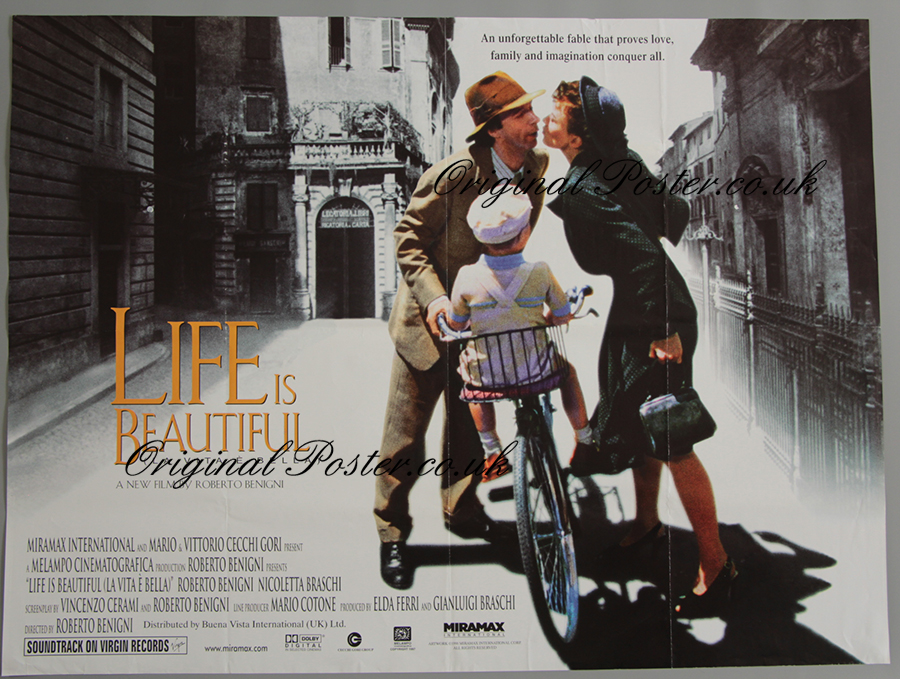 An unforgettable fable that proves love,
family and imagination conquer all.
LEGATORIA LIBRI
Original Poster.co.uk
LIFE IS
BEAUTIFUL
Original Poster.co.uk
A NEW FILM BY ROBERTO BENIGNI
MIRAMAX INTERNATIONAL AND MARIO & VITTORIO CECCHI GORI PRESENT
A MELAMPO CINEMATOGRAFICA PRODUCTION ROBERTO BENIGNI PRESENTS
"LIFE IS BEAUTIFUL (LA VITA È BELLA)" ROBERTO BENIGNI NICOLETTA BRASCHI
SCREENPLAY BY VINCENZO CERAMI AND ROBERTO BENIGNI LINE PRODUCER MARIO COTONE PRODUCED BY ELDA FERRI AND GIANLUIGI BRASCHI
DIRECTED BY ROBERTO BENIGNI Distributed by Buena Vista International (UK) Ltd.
SOUNDTRACK ON VIRGIN RECORDS www.miramax.com DOLBY DIGITAL MIRAMAX INTERNATIONAL